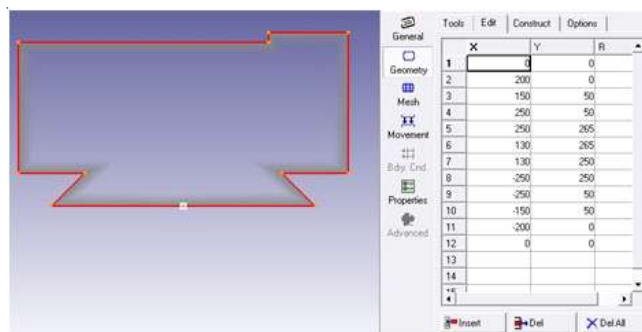 Tools Edit Construct Options
General
Geometry
Mesh
Movement
Bdry. Cnd
Properties
Advanced
X Y R
1 0 0
2 200 0
3 150 50
4 250 50
5 250 265
6 130 265
7 130 250
8 -250 250
9 -250 50
10 -150 50
11 -200 0
12 0 0
13
14
15
Insert Del Del All